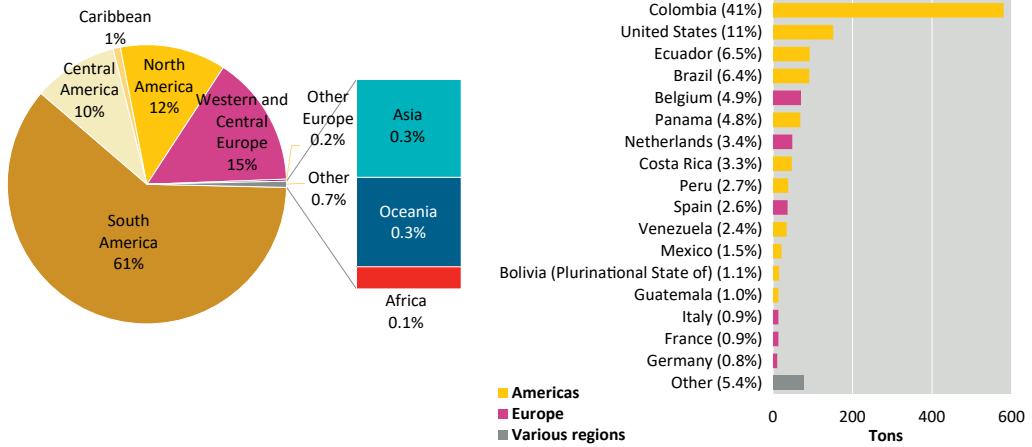 Caribbean
1%
Central
America
10%
North
America
12%
Western and
Central
Europe
15%
Other
Europe
0.2%
Other
0.7%
South
America
61%
Asia
0.3%
Oceania
0.3%
Africa
0.1%
Colombia (41%)
United States (11%)
Ecuador (6.5%)
Brazil (6.4%)
Belgium (4.9%)
Panama (4.8%)
Netherlands (3.4%)
Costa Rica (3.3%)
Peru (2.7%)
Spain (2.6%)
Venezuela (2.4%)
Mexico (1.5%)
Bolivia (Plurinational State of) (1.1%)
Guatemala (1.0%)
Italy (0.9%)
France (0.9%)
Germany (0.8%)
Other (5.4%)
0 200 400 600
Tons
Americas
Europe
Various regions